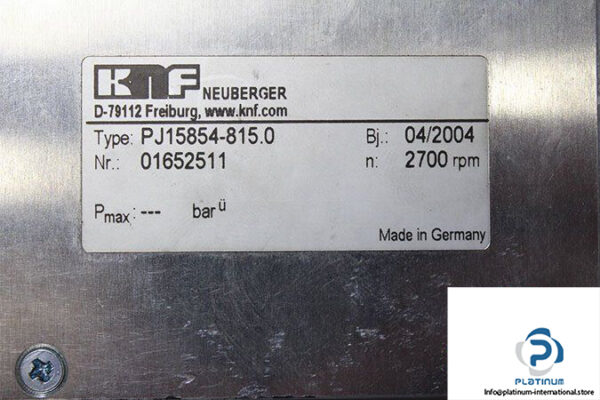 KNF NEUBERGER
D-79112 Freiburg, www.knf.com
Type: PJ15854-815.0 Bj.: 04/2004
Nr.: 01652511 n: 2700 rpm
Pmax: --- bar ü
Made in Germany
PLATINUM
info@platinum-international.store